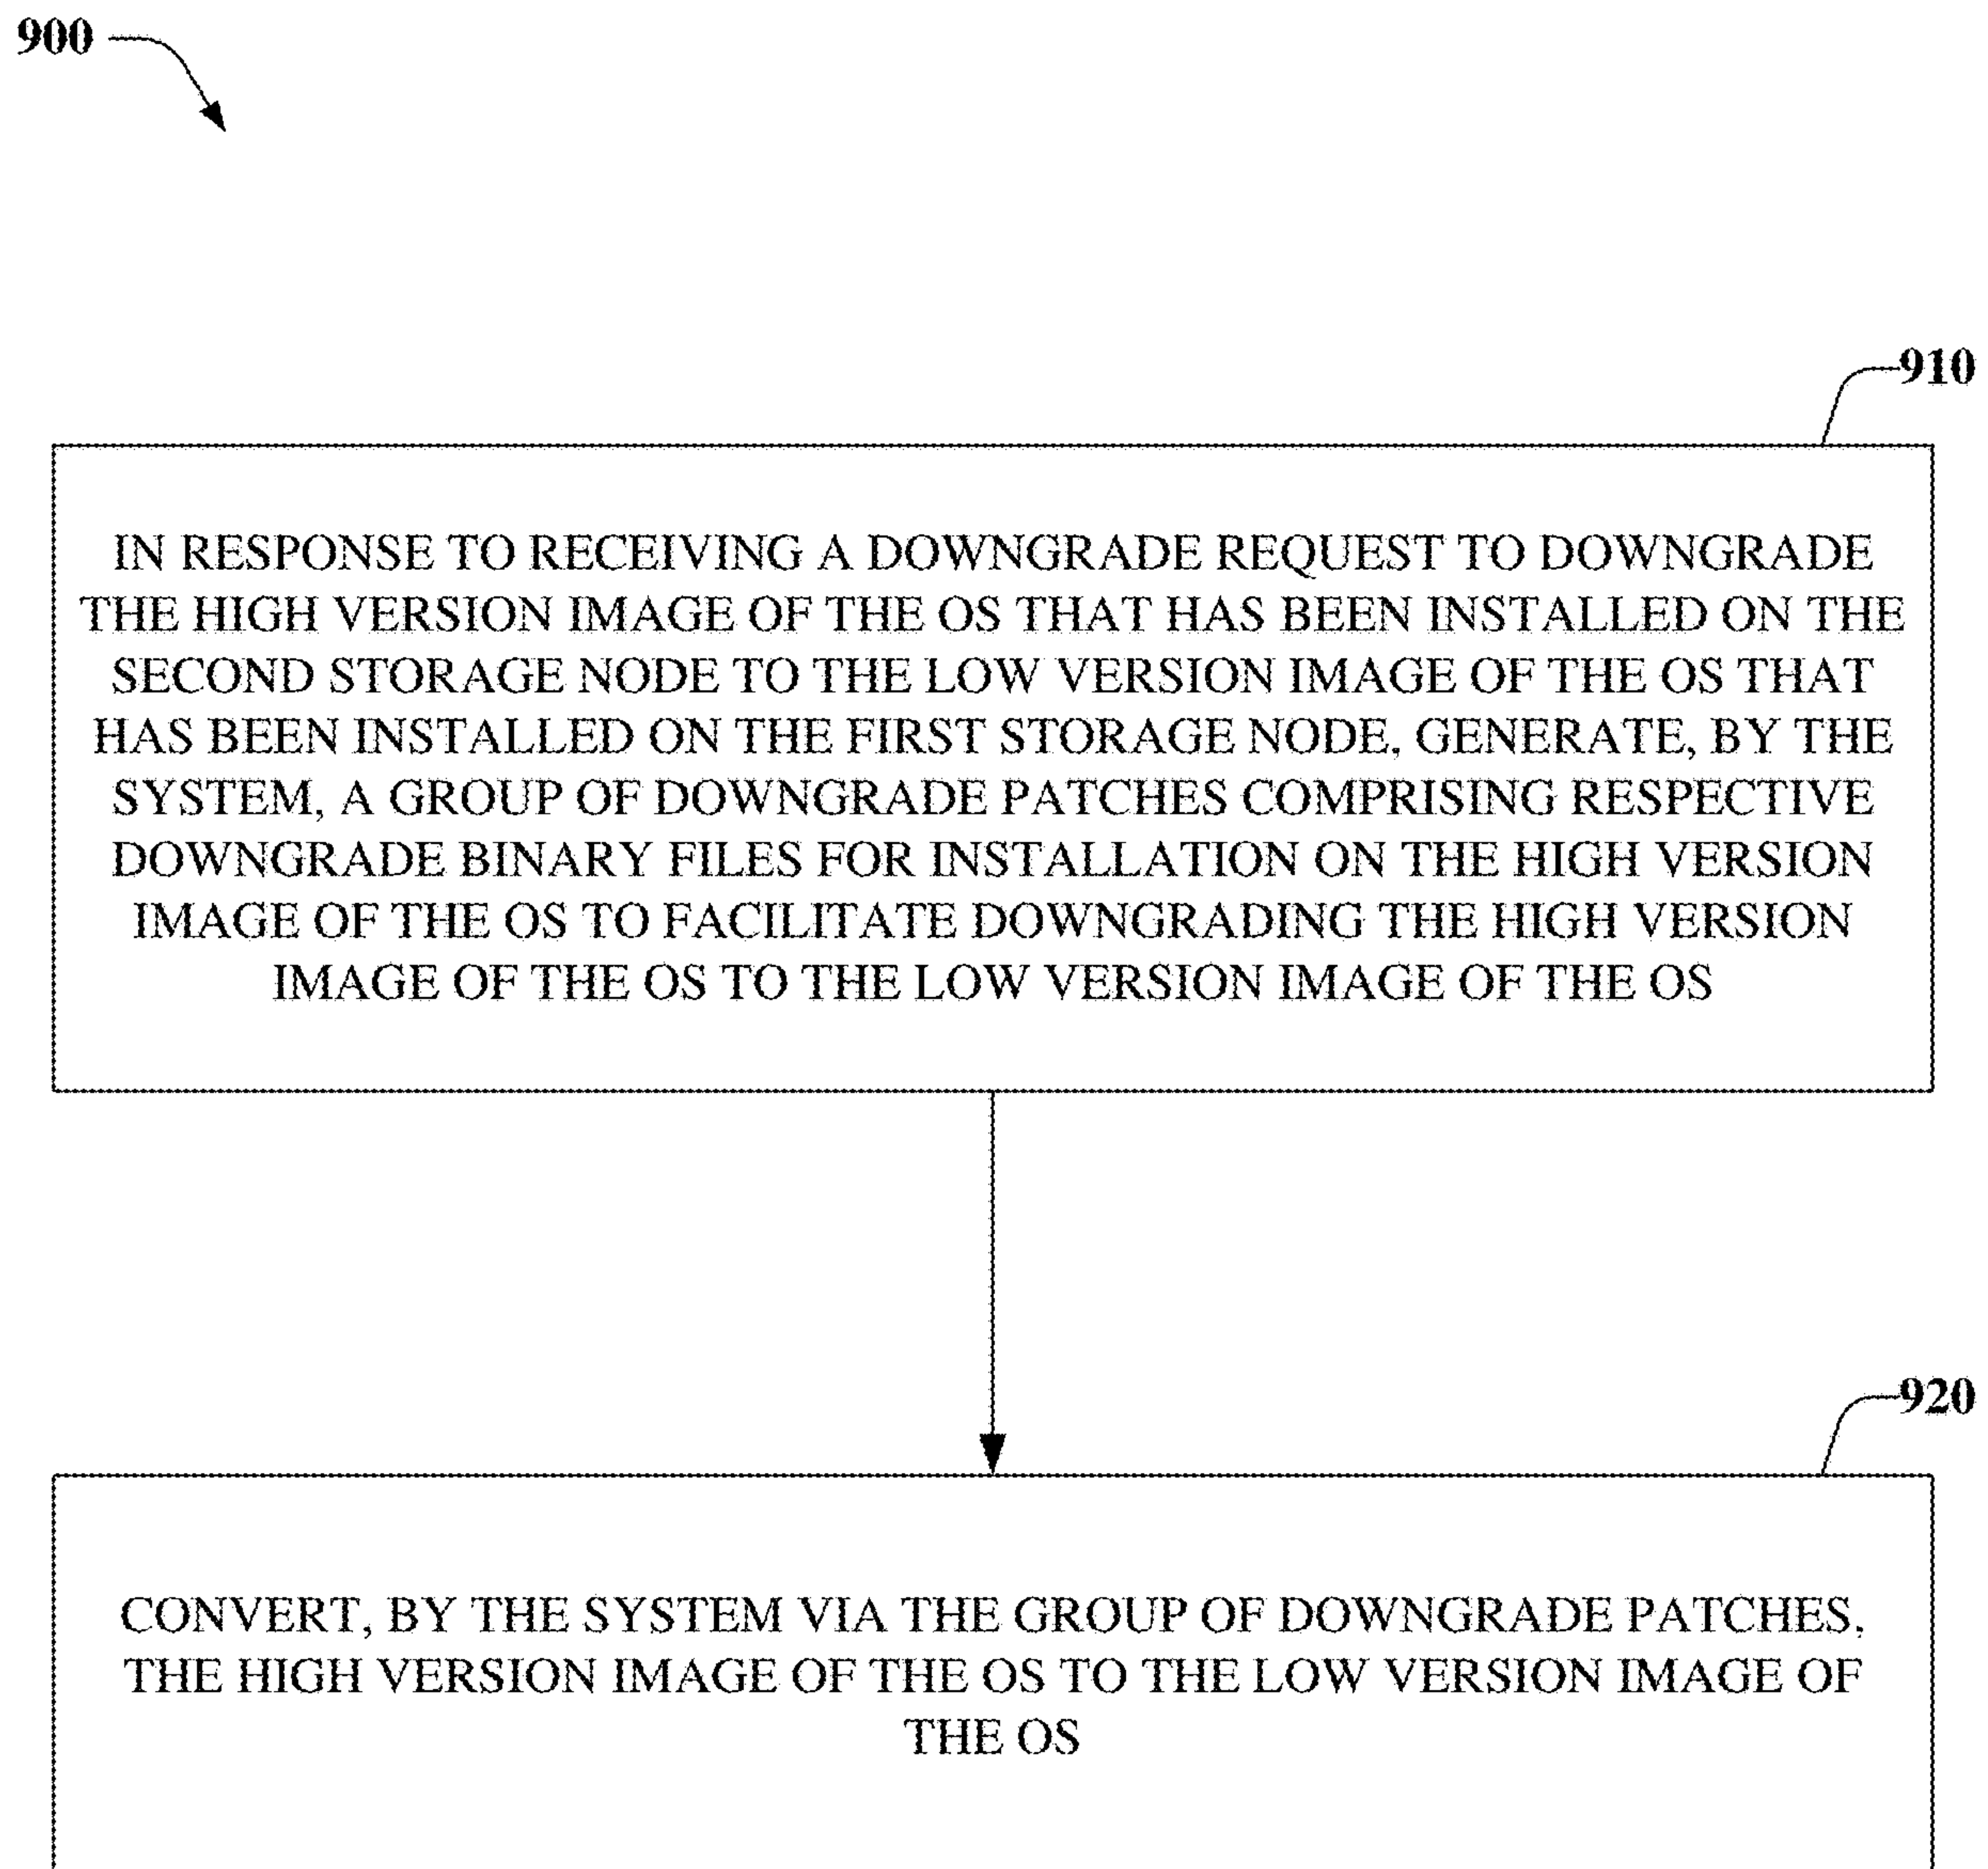 900
910
IN RESPONSE TO RECEIVING A DOWNGRADE REQUEST TO DOWNGRADE
THE HIGH VERSION IMAGE OF THE OS THAT HAS BEEN INSTALLED ON THE
SECOND STORAGE NODE TO THE LOW VERSION IMAGE OF THE OS THAT
HAS BEEN INSTALLED ON THE FIRST STORAGE NODE, GENERATE, BY THE
SYSTEM, A GROUP OF DOWNGRADE PATCHES COMPRISING RESPECTIVE
DOWNGRADE BINARY FILES FOR INSTALLATION ON THE HIGH VERSION
IMAGE OF THE OS TO FACILITATE DOWNGRADING THE HIGH VERSION
IMAGE OF THE OS TO THE LOW VERSION IMAGE OF THE OS
920
CONVERT, BY THE SYSTEM VIA THE GROUP OF DOWNGRADE PATCHES,
THE HIGH VERSION IMAGE OF THE OS TO THE LOW VERSION IMAGE OF
THE OS